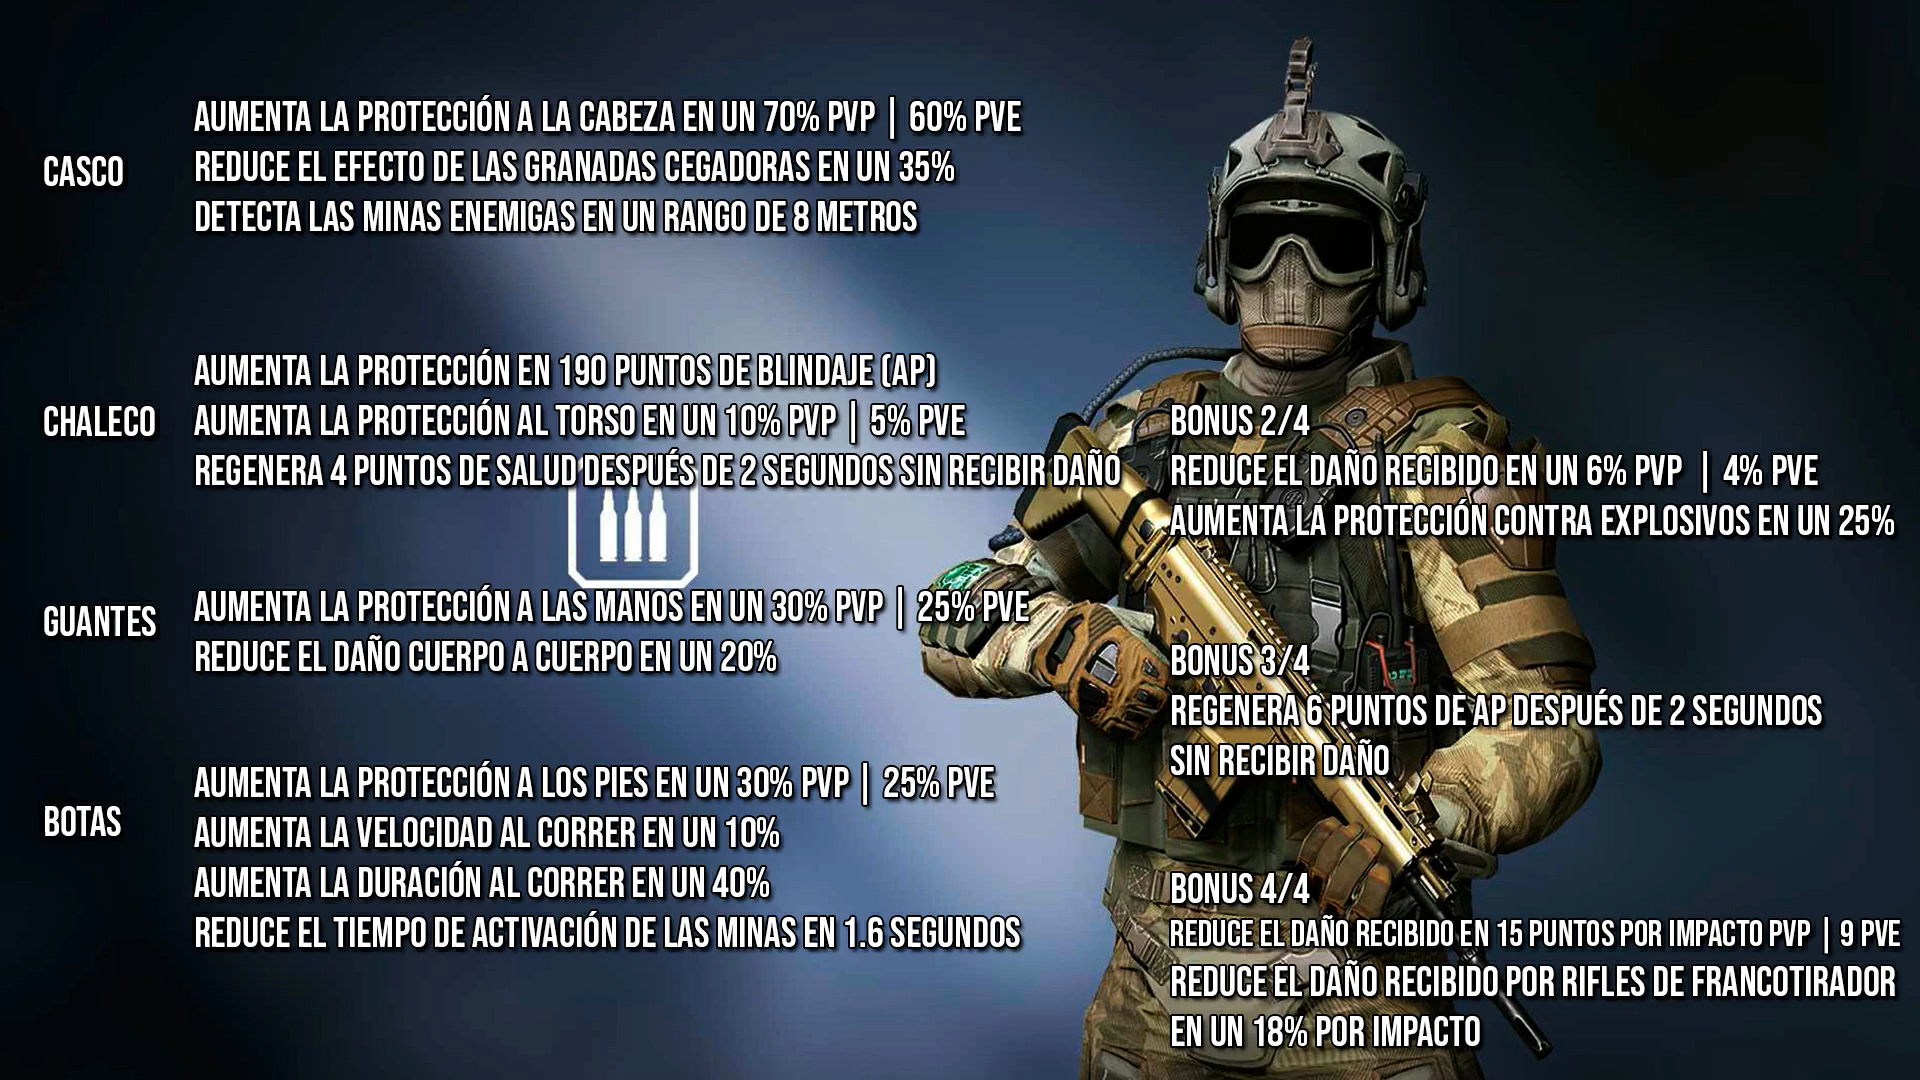 CASCO
AUMENTA LA PROTECCIÓN A LA CABEZA EN UN 70% PVP | 60% PVE
REDUCE EL EFECTO DE LAS GRANADAS CEGADORAS EN UN 35%
DETECTA LAS MINAS ENEMIGAS EN UN RANGO DE 8 METROS
CHALECO
AUMENTA LA PROTECCIÓN EN 190 PUNTOS DE BLINDAJE (AP)
AUMENTA LA PROTECCIÓN AL TORSO EN UN 10% PVP | 5% PVE
REGENERA 4 PUNTOS DE SALUD DESPUÉS DE 2 SEGUNDOS SIN RECIBIR DAÑO
GUANTES
AUMENTA LA PROTECCIÓN A LAS MANOS EN UN 30% PVP | 25% PVE
REDUCE EL DAÑO CUERPO A CUERPO EN UN 20%
BOTAS
AUMENTA LA PROTECCIÓN A LOS PIES EN UN 30% PVP | 25% PVE
AUMENTA LA VELOCIDAD AL CORRER EN UN 10%
AUMENTA LA DURACIÓN AL CORRER EN UN 40%
REDUCE EL TIEMPO DE ACTIVACIÓN DE LAS MINAS EN 1.6 SEGUNDOS
BONUS 2/4
REDUCE EL DAÑO RECIBIDO EN UN 6% PVP | 4% PVE
AUMENTA LA PROTECCIÓN CONTRA EXPLOSIVOS EN UN 25%
BONUS 3/4
REGENERA 6 PUNTOS DE AP DESPUÉS DE 2 SEGUNDOS
SIN RECIBIR DAÑO
BONUS 4/4
REDUCE EL DAÑO RECIBIDO EN 15 PUNTOS POR IMPACTO PVP | 9 PVE
REDUCE EL DAÑO RECIBIDO POR RIFLES DE FRANCOTIRADOR
EN UN 18% POR IMPACTO